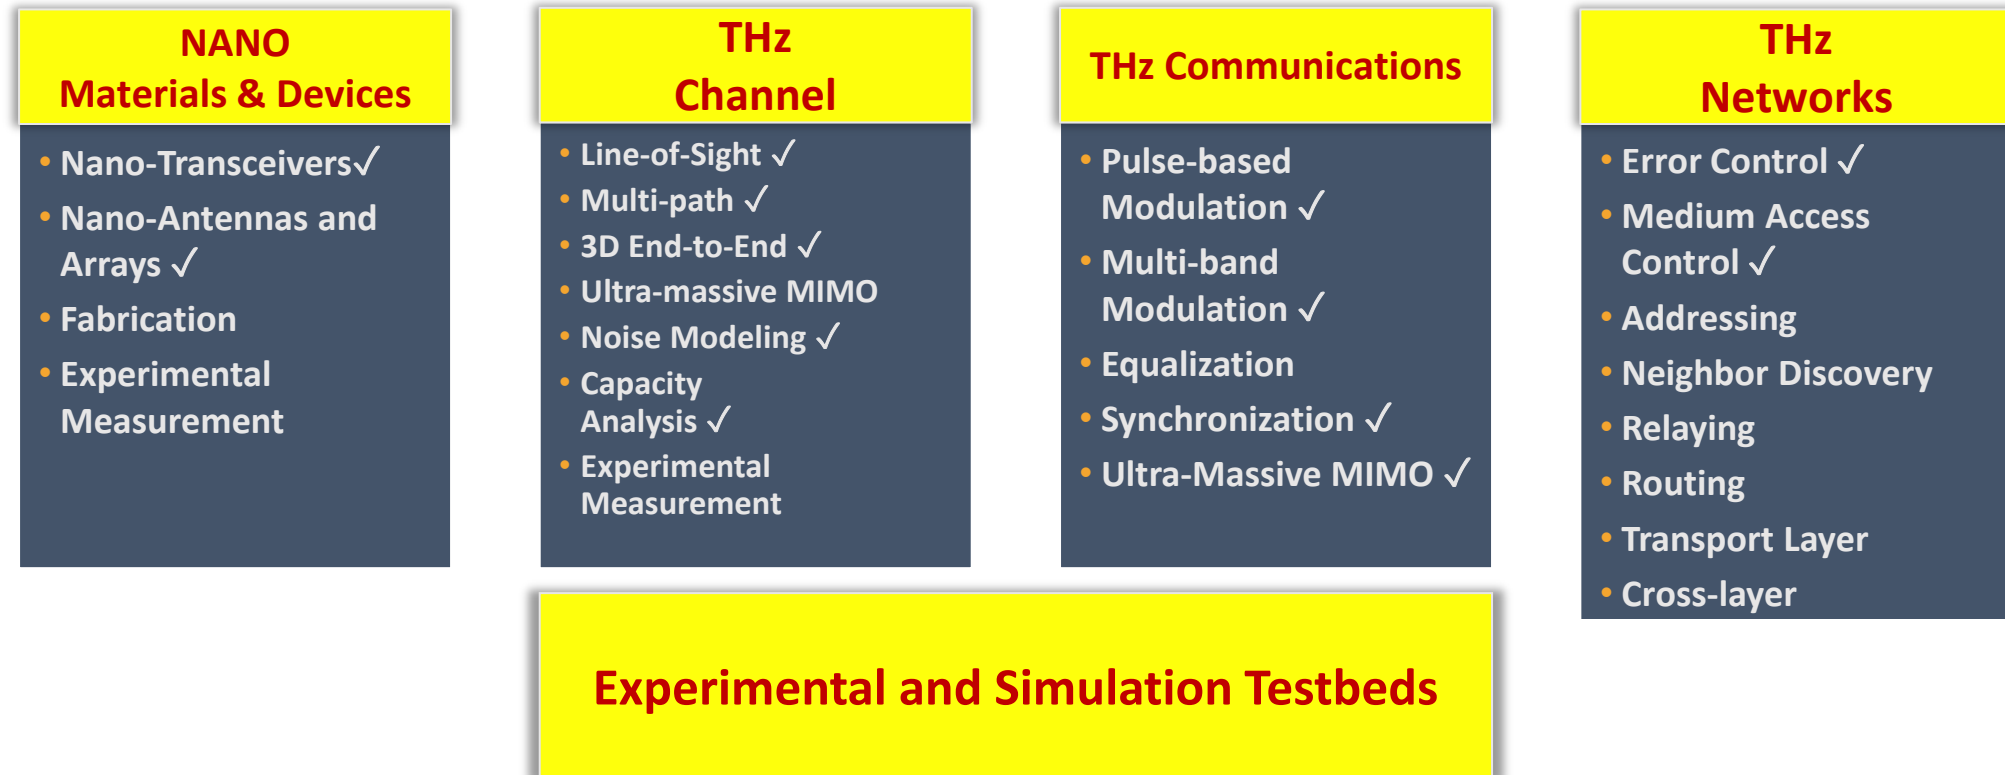 NANO
Materials & Devices
• Nano-Transceivers✓
• Nano-Antennas and
Arrays ✓
• Fabrication
• Experimental
Measurement
THz
Channel
• Line-of-Sight ✓
• Multi-path ✓
• 3D End-to-End ✓
• Ultra-massive MIMO
• Noise Modeling ✓
• Capacity
Analysis ✓
• Experimental
Measurement
THz Communications
• Pulse-based
Modulation ✓
• Multi-band
Modulation ✓
• Equalization
• Synchronization ✓
• Ultra-Massive MIMO ✓
THz
Networks
• Error Control ✓
• Medium Access
Control ✓
• Addressing
• Neighbor Discovery
• Relaying
• Routing
• Transport Layer
• Cross-layer
Experimental and Simulation Testbeds